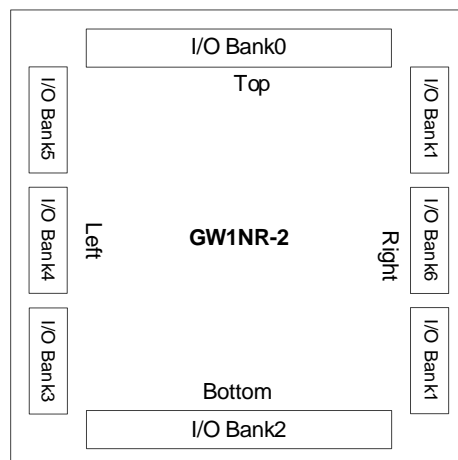 I/O Bank0
Top
I/O Bank5
I/O Bank1
I/O Bank4
Left
GW1NR-2
Right
I/O Bank6
I/O Bank3
I/O Bank1
Bottom
I/O Bank2